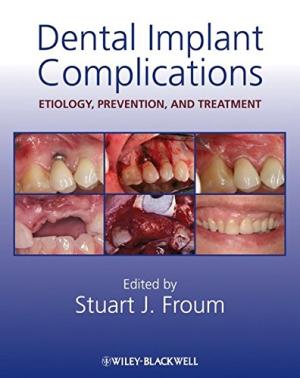 Dental Implant
Complications
ETIOLOGY, PREVENTION, AND TREATMENT
Edited by
Stuart J. Froum
WILEY-BLACKWELL